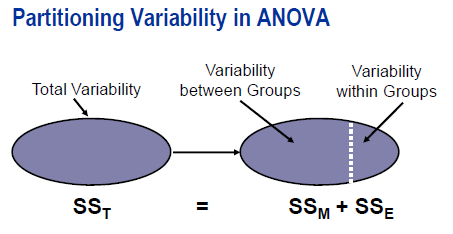 Partitioning Variability in ANOVA
Total Variability
Variability
between Groups
Variability
within Groups
SST = SSM + SSE